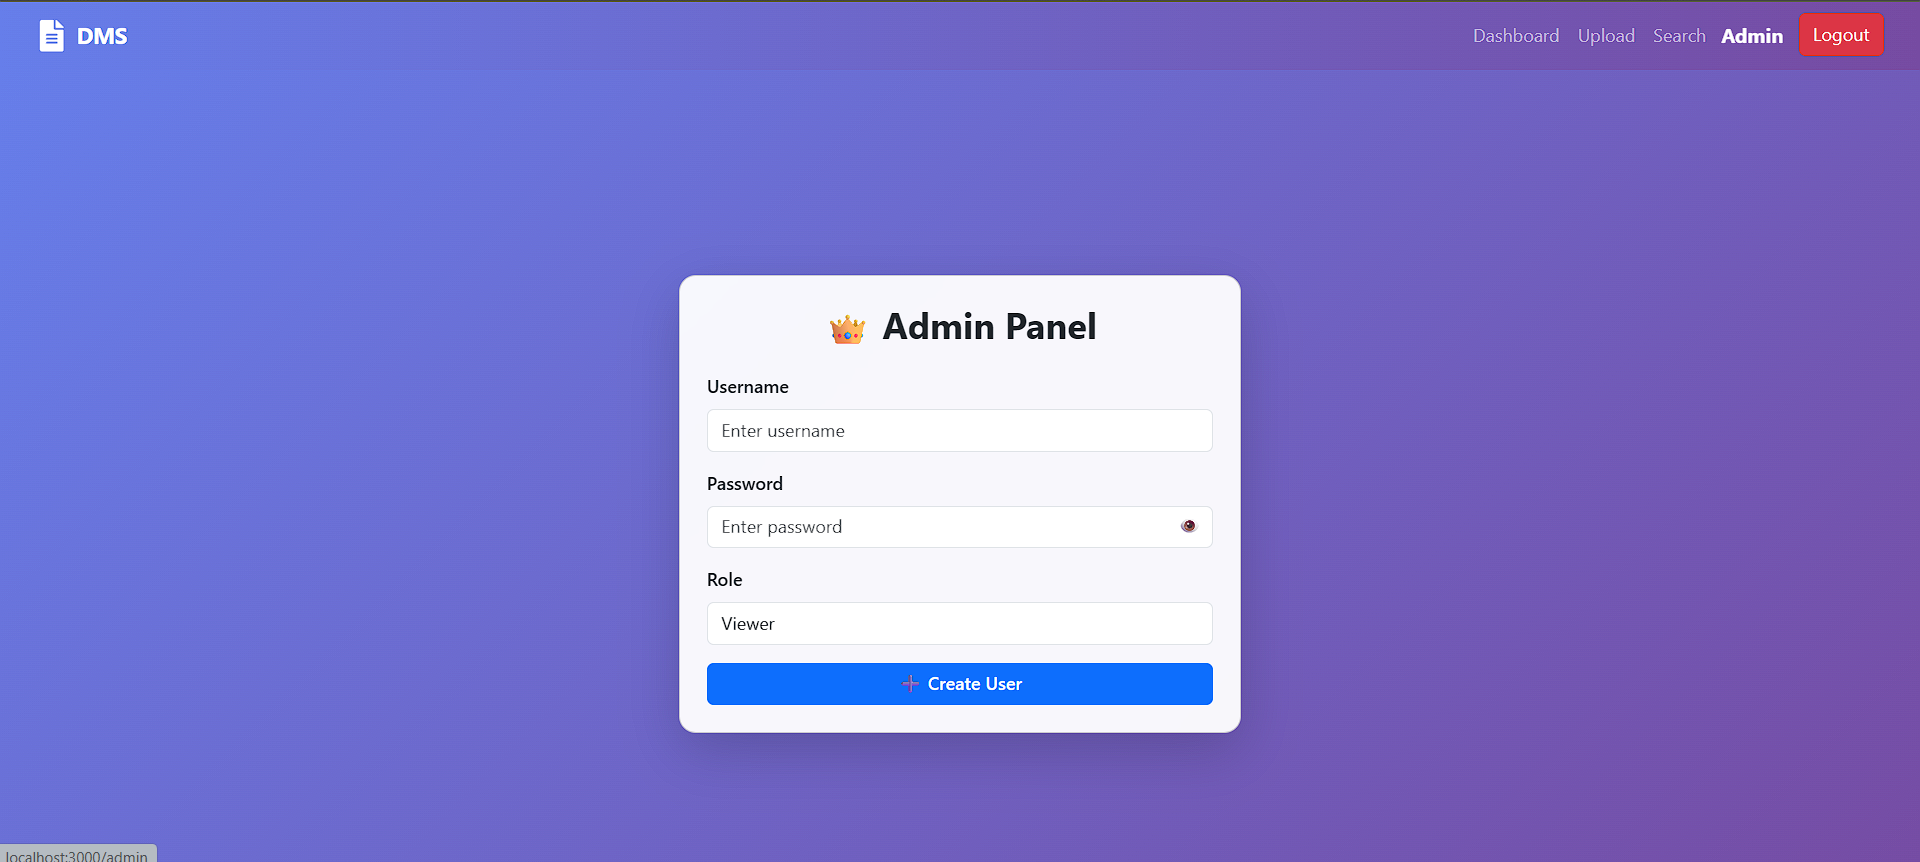 DMS
Dashboard Upload Search Admin Logout
Admin Panel
Username
Enter username
Password
Enter password
Role
Viewer
Create User
localhost:3000/admin